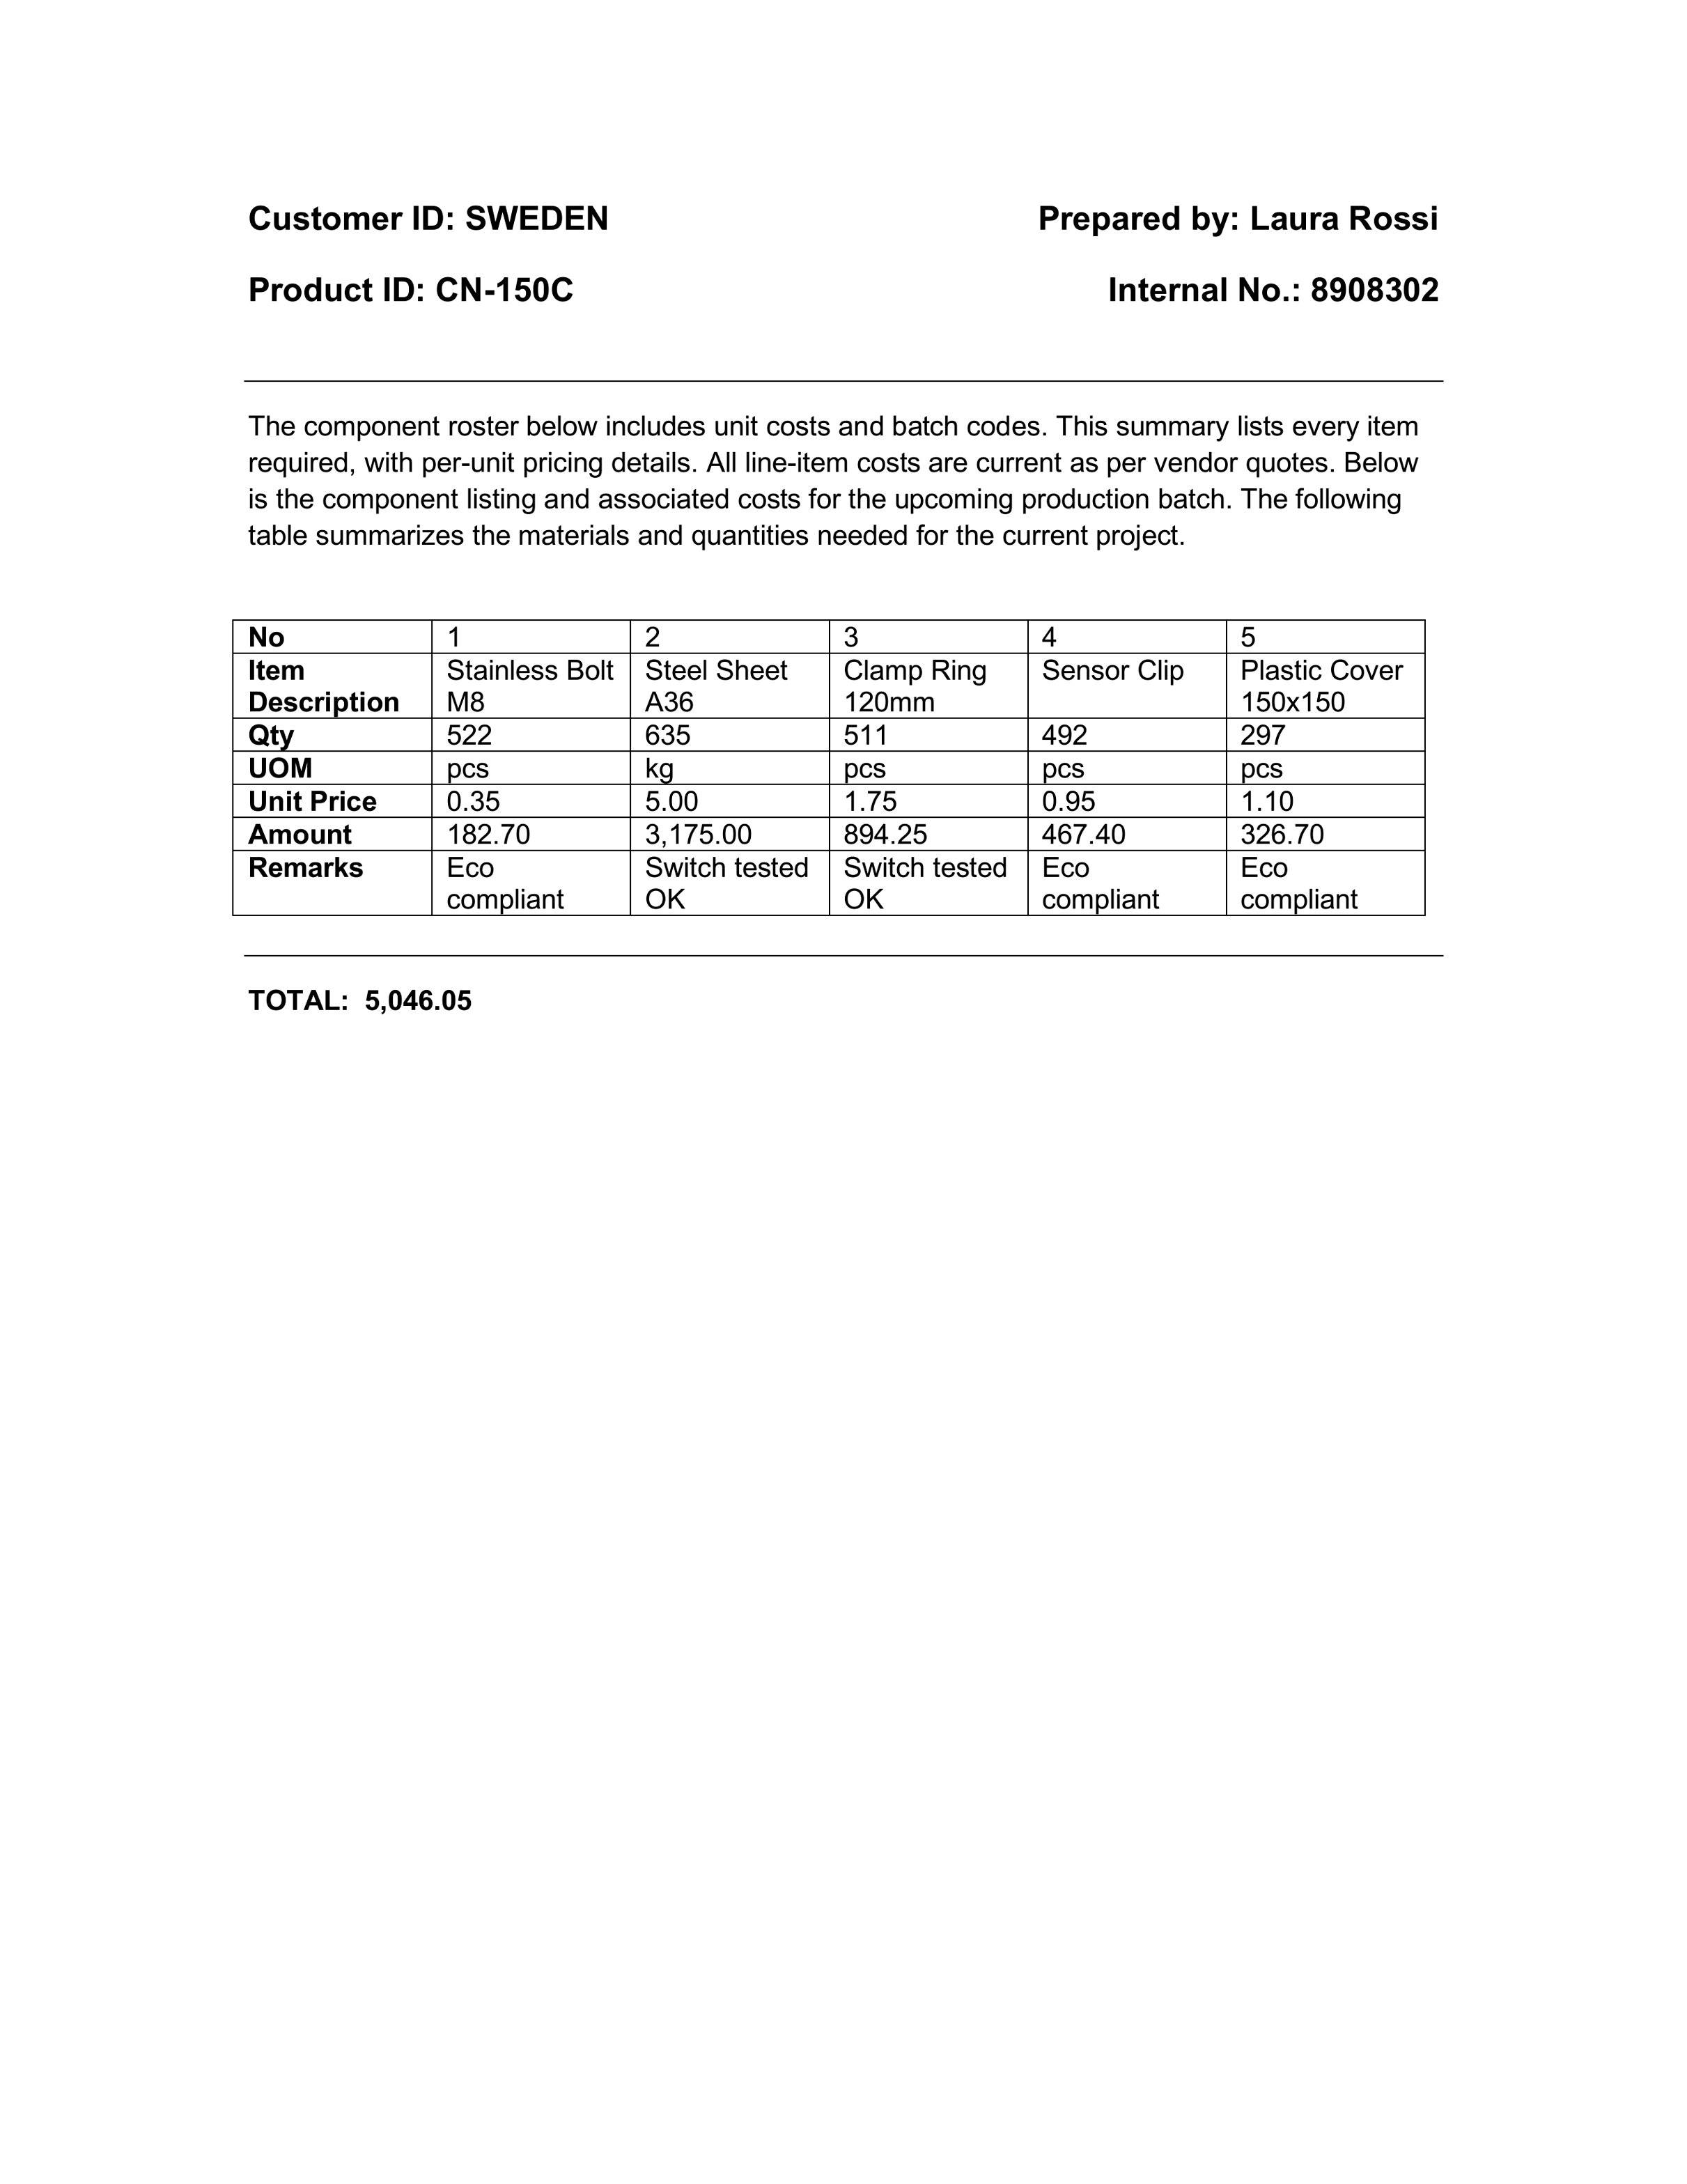 Customer ID: SWEDEN Prepared by: Laura Rossi
Product ID: CN-150C Internal No.: 8908302
The component roster below includes unit costs and batch codes. This summary lists every item
required, with per-unit pricing details. All line-item costs are current as per vendor quotes. Below
is the component listing and associated costs for the upcoming production batch. The following
table summarizes the materials and quantities needed for the current project.
No 1 2 3 4 5
Item Stainless Bolt Steel Sheet Clamp Ring Sensor Clip Plastic Cover
Description M8 A36 120mm 150x150
Qty 522 635 511 492 297
UOM pcs kg pcs pcs pcs
Unit Price 0.35 5.00 1.75 0.95 1.10
Amount 182.70 3,175.00 894.25 467.40 326.70
Remarks Eco Switch tested Switch tested Eco Eco
compliant OK OK compliant compliant
TOTAL: 5,046.05